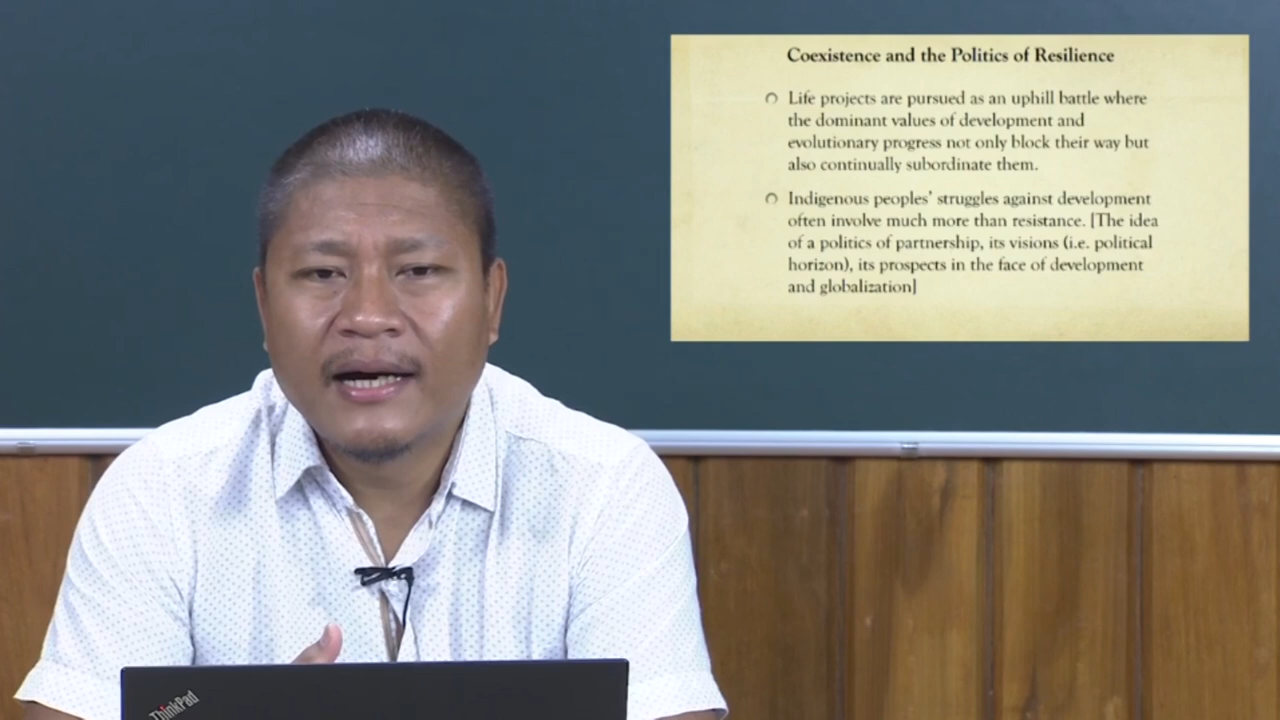 Coexistence and the Politics of Resilience
Life projects are pursued as an uphill battle where
the dominant values of development and
evolutionary progress not only block their way but
also continually subordinate them.
Indigenous peoples' struggles against development
often involve much more than resistance. [The idea
of a politics of partnership, its visions (i.e. political
horizon), its prospects in the face of development
and globalization]
ThinkPad